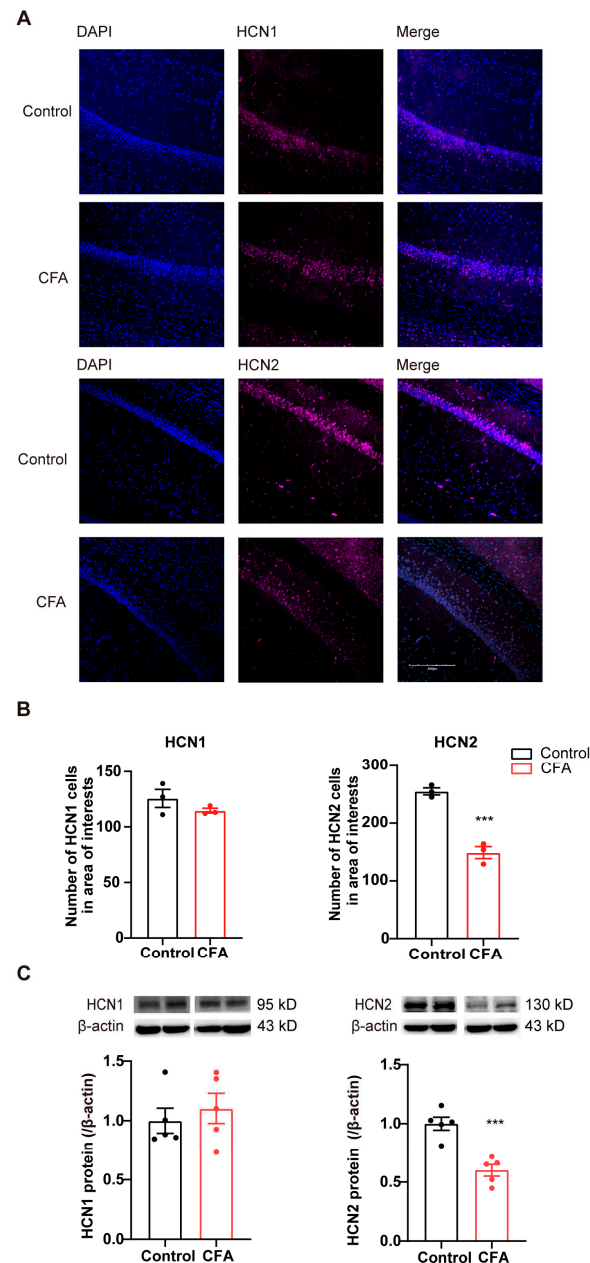 A
DAPI HCN1 Merge
Control
CFA
DAPI HCN2 Merge
Control
CFA
B
HCN1
Number of HCN1 cells
in area of interests
150
100
50
0
Control CFA
HCN2
Number of HCN2 cells
in area of interests
300
200
100
0
***
Control CFA
Control
CFA
C
HCN1 95 kD
β-actin 43 kD
HCN1 protein (/β-actin)
1.5
1.0
0.5
0.0
Control CFA
HCN2 130 kD
β-actin 43 kD
HCN2 protein (/β-actin)
1.5
1.0
0.5
0.0
***
Control CFA